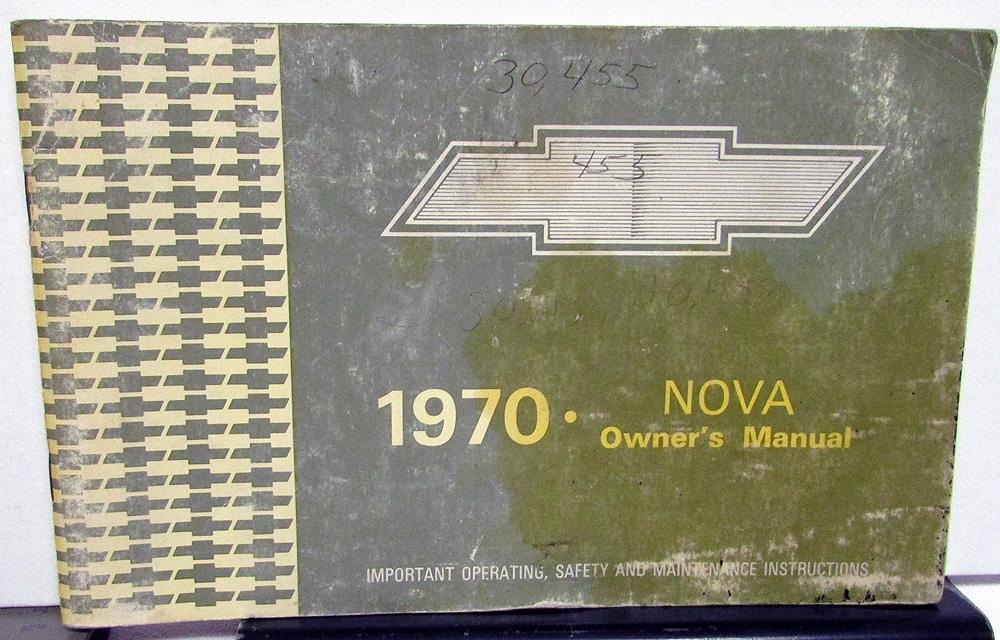 30,455
455
1970 • NOVA
Owner's Manual
IMPORTANT OPERATING, SAFETY AND MAINTENANCE INSTRUCTIONS